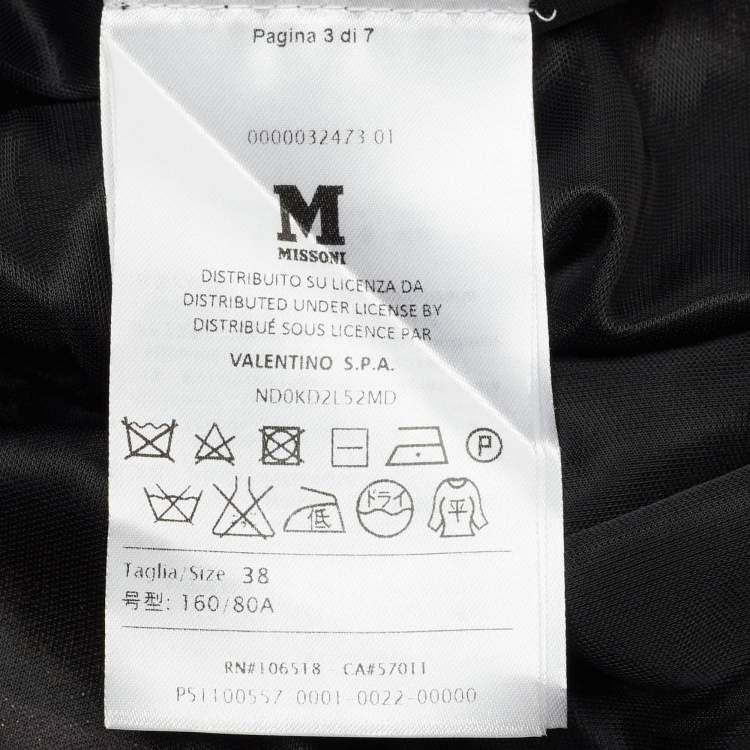 Pagina 3 di 7
0000032473 01
M
MISSONI
DISTRIBUITO SU LICENZA DA
DISTRIBUTED UNDER LICENSE BY
DISTRIBUÉ SOUS LICENCE PAR
VALENTINO S.P.A.
ND0KD2L52MD
P
低 ドライ 平
Taglia/Size 38
号型: 160/80A
RN#106518 CA#57011
P51100557 0001-0022-00000